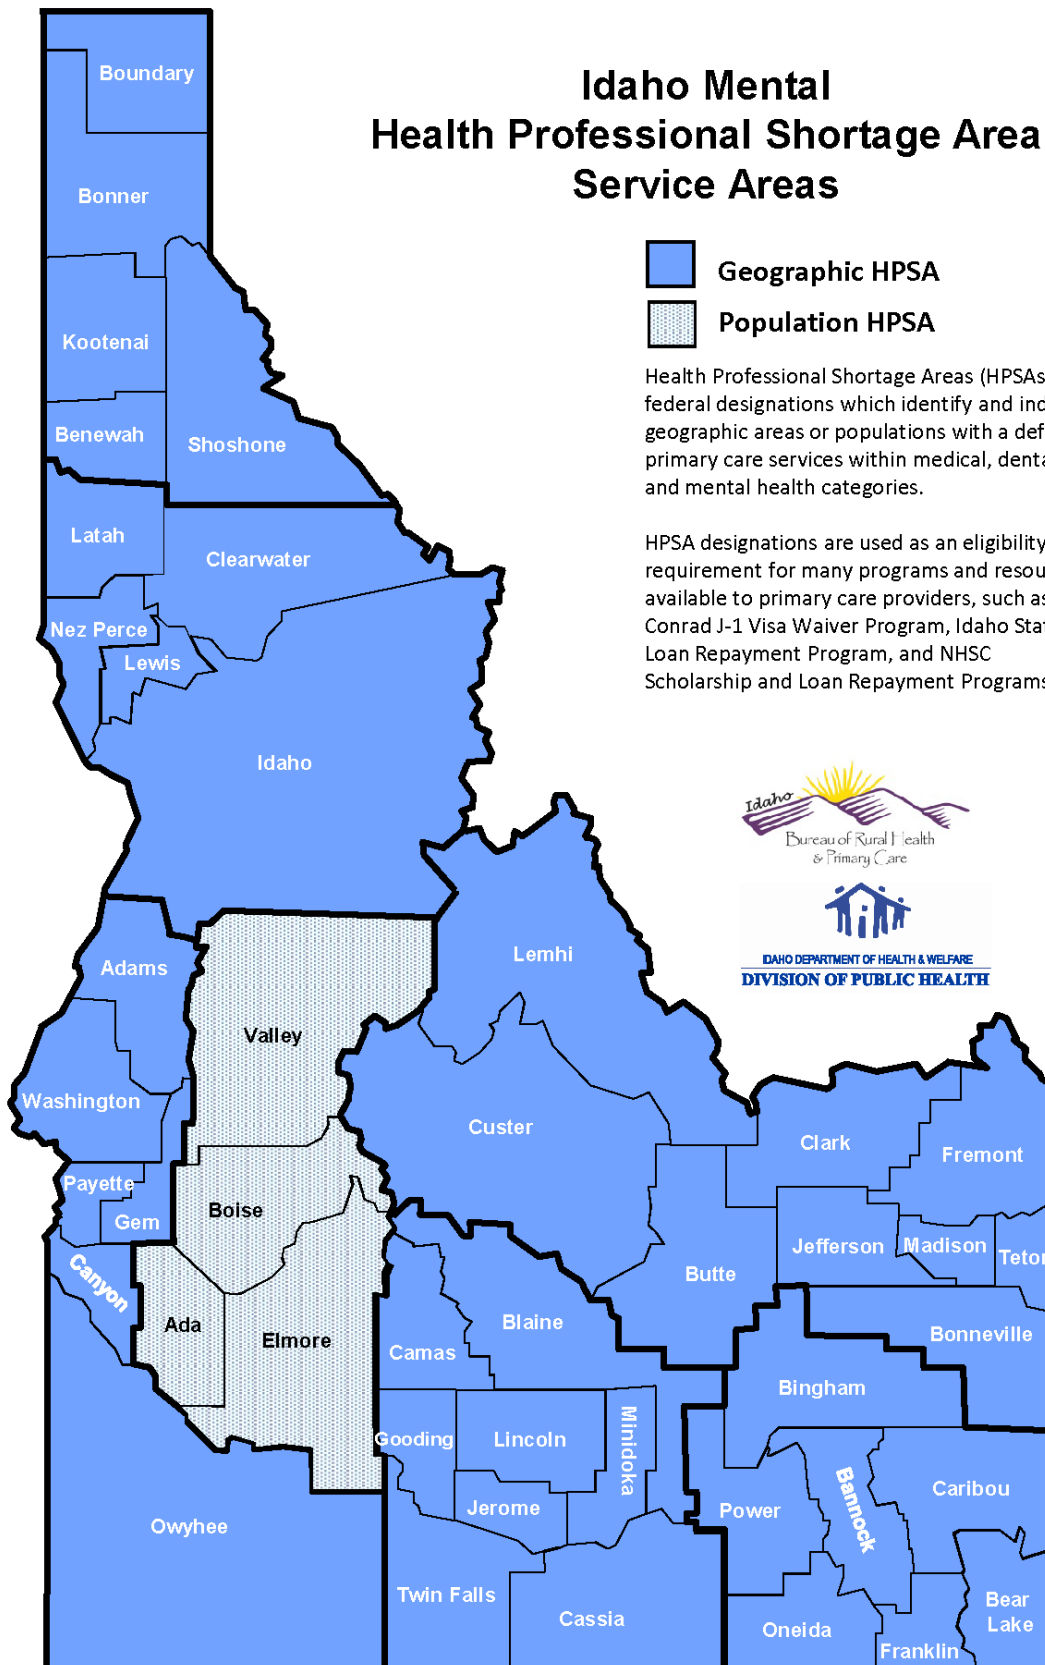 Idaho Mental
Health Professional Shortage Area
Service Areas
Geographic HPSA
Population HPSA
Health Professional Shortage Areas (HPSAs
federal designations which identify and
geographic areas or populations with a
primary care services within medical,
and mental health categories.
HPSA designations are used as an eligibility
requirement for many programs and
available to primary care providers, such as
Conrad J-1 Visa Waiver Program, Idaho
Loan Repayment Program, and NHSC
Scholarship and Loan Repayment Programs
Idaho
Bureau of Rural Health
& Primary Care
IDAHO DEPARTMENT OF HEALTH & WELFARE
DIVISION OF PUBLIC HEALTH
Boundary
Bonner
Kootenai
Benewah
Shoshone
Latah
Clearwater
Nez Perce
Lewis
Idaho
Lemhi
Adams
Valley
Washington
Custer
Clark
Fremont
Payette
Gem
Boise
Canyon
Jefferson
Madison
Teton
Butte
Ada
Elmore
Blaine
Camas
Bonneville
Bingham
Gooding
Lincoln
Minidoka
Jerome
Power
Bannock
Caribou
Owyhee
Twin Falls
Cassia
Oneida
Franklin
Bear
Lake